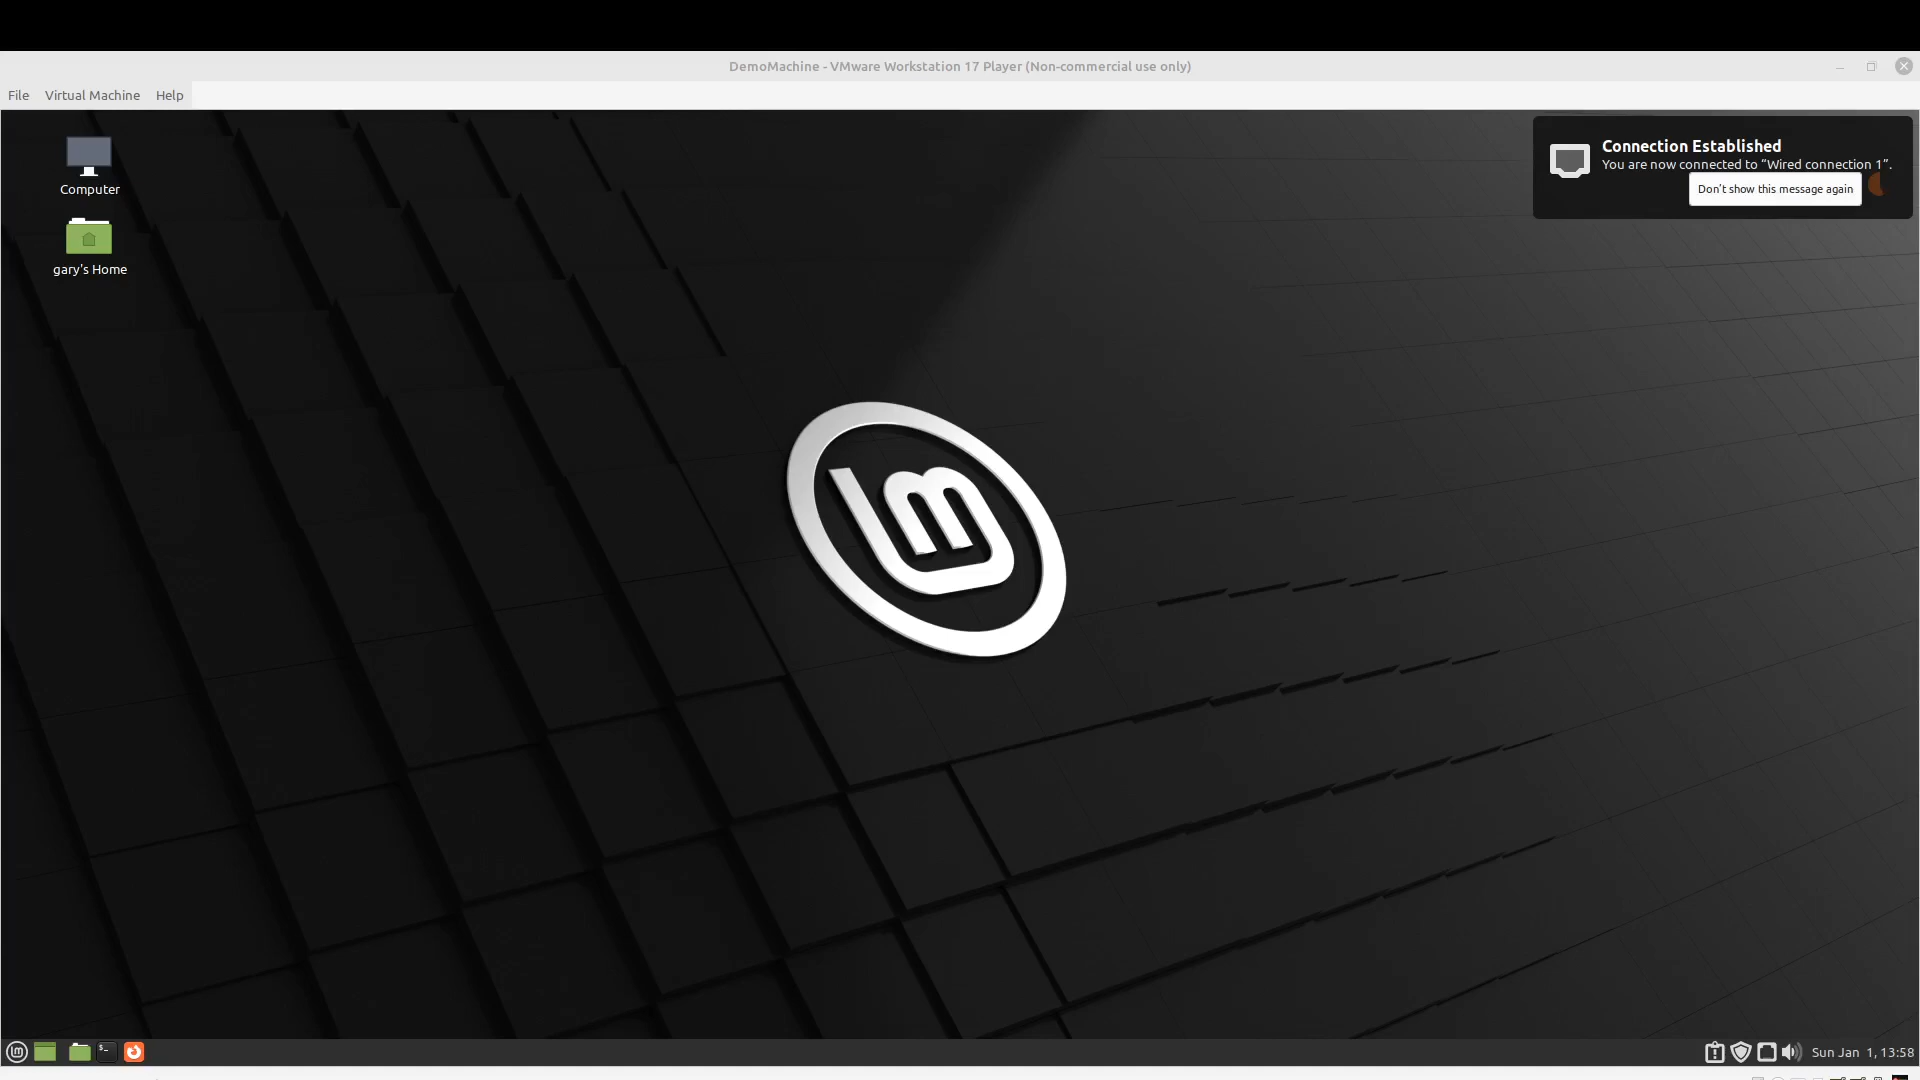 DemoMachine - VMware Workstation 17 Player (Non-commercial use only)
File Virtual Machine Help
Computer
gary's Home
Connection Established
You are now connected to “Wired connection 1”.
Don’t show this message again
Sun Jan 1, 13:58